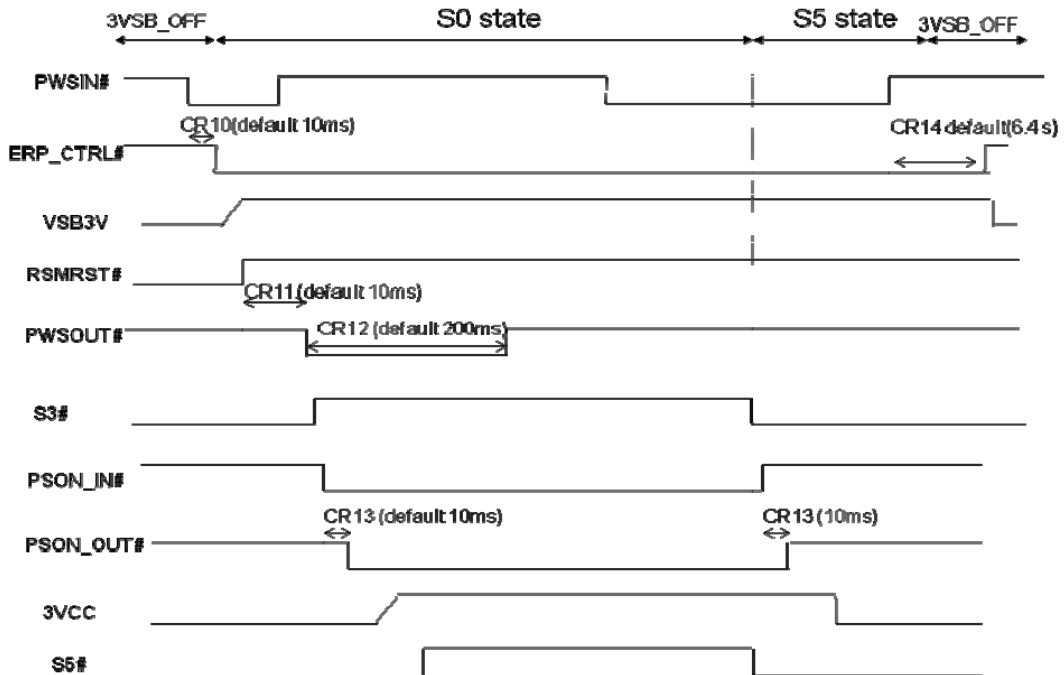 3VSB_OFF S0 state S5 state 3VSB_OFF
PWSIN#
CR10(default 10ms) CR14 default(6.4 s)
ERP_CTRL#
VSB3V
RSMRST#
CR11 (default 10ms)
PWSOUT# CR12 (default 200ms)
S3#
PSON_IN#
CR13 (default 10ms) CR13 (10ms)
PSON_OUT#
3VCC
S5#